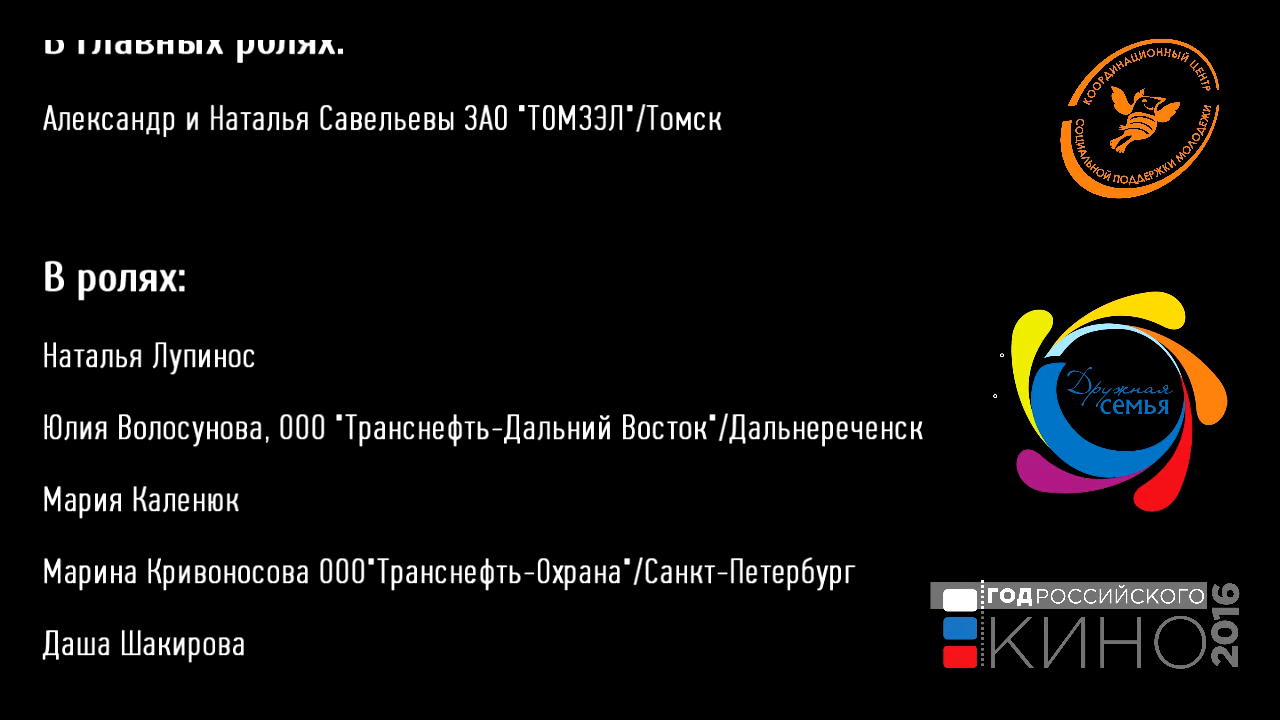 В главных ролях:
Александр и Наталья Савельевы ЗАО "ТОМЗЭЛ"/Томск
В ролях:
Наталья Лупинос
Юлия Волосунова, ООО "Транснефть-Дальний Восток"/Дальнереченск
Мария Каленюк
Марина Кривоносова ООО"Транснефть-Охрана"/Санкт-Петербург
Даша Шакирова
КООРДИНАЦИОННЫЙ ЦЕНТР
СОЦИАЛЬНОЙ ПОДДЕРЖКИ МОЛОДЕЖИ
Дружная
семья
ГОД РОССИЙСКОГО
КИНО
2016